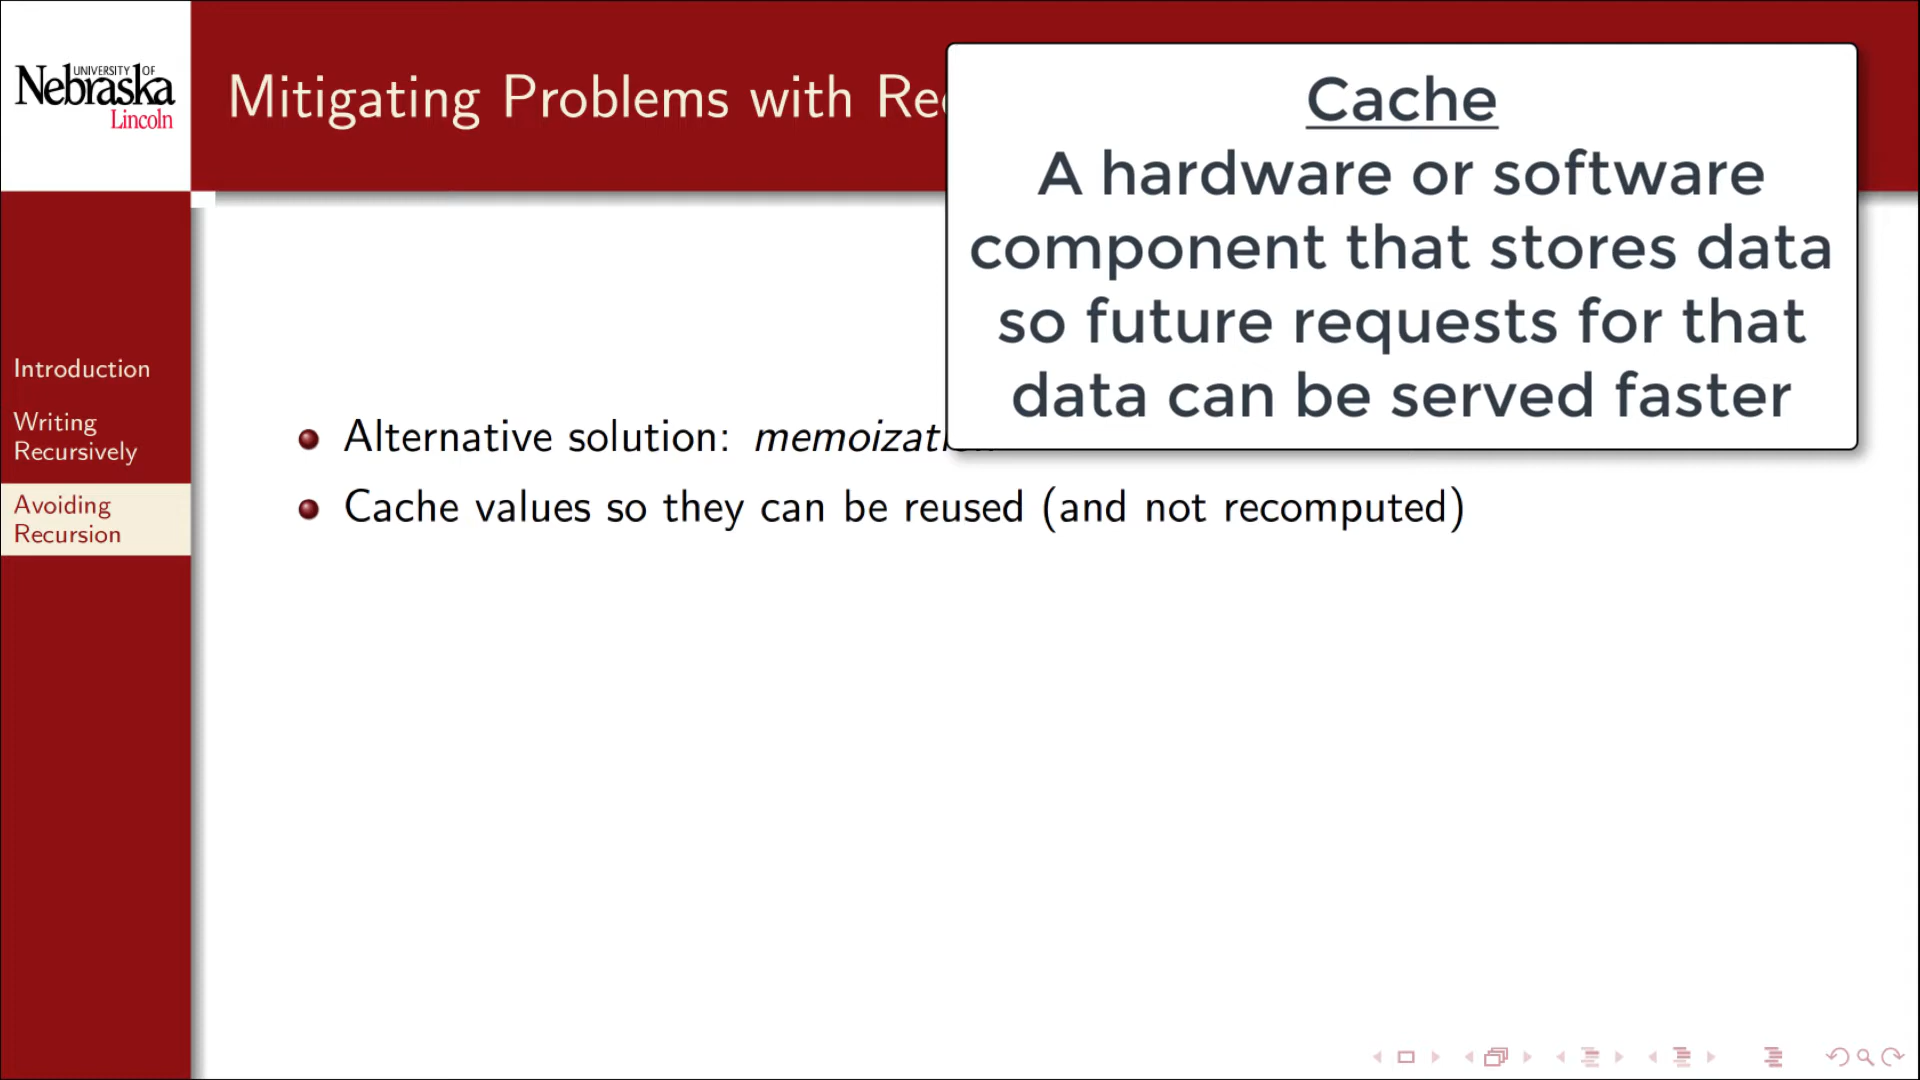 UNIVERSITY OF
Nebraska
Lincoln
Mitigating Problems with
Cache
A hardware or software
component that stores data
so future requests for that
data can be served faster
Introduction
Writing
Recursively
Avoiding
Recursion
Alternative solution: memoization
Cache values so they can be reused (and not recomputed)